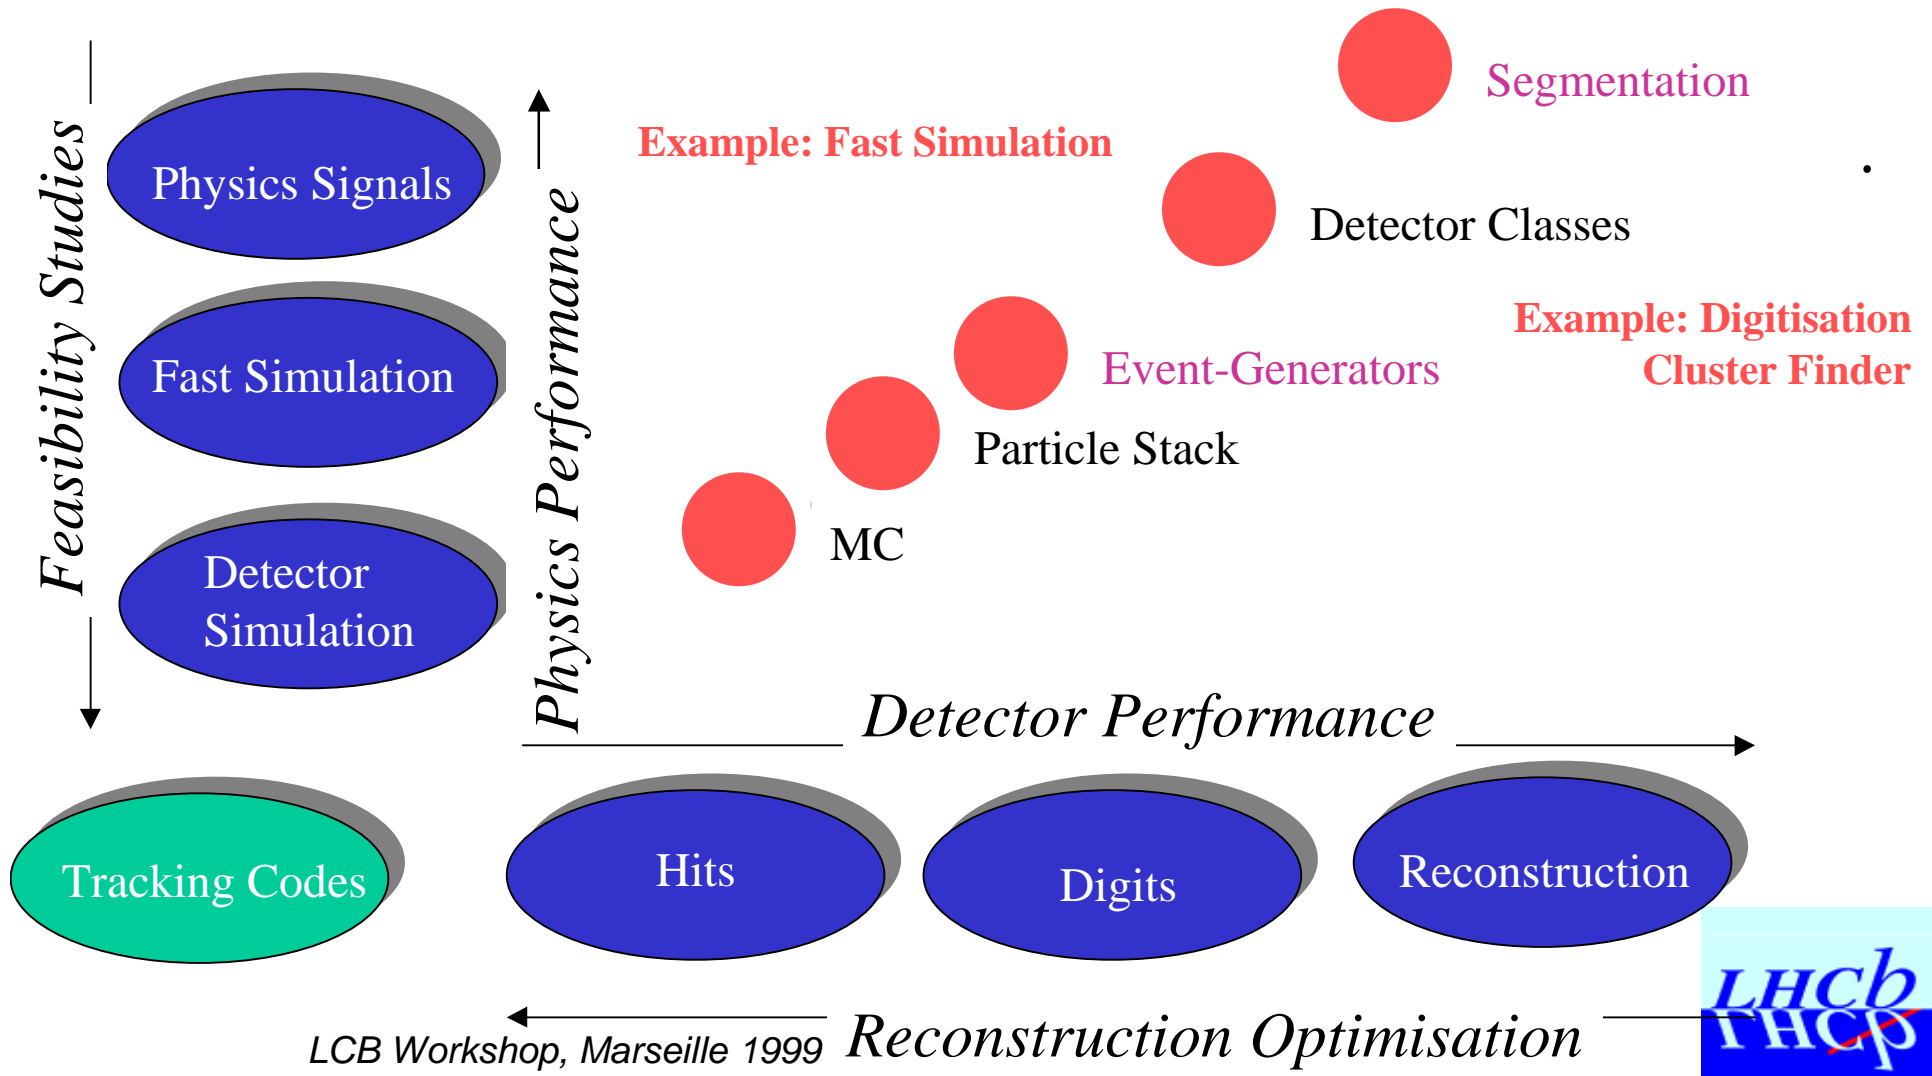 Feasibility Studies
Physics Signals
Fast Simulation
Detector
Simulation
Physics Performance
Example: Fast Simulation
Segmentation
.
Detector Classes
Example: Digitisation
Cluster Finder
Event-Generators
Particle Stack
MC
Detector Performance
Tracking Codes
Hits
Digits
Reconstruction
Reconstruction Optimisation
LCB Workshop, Marseille 1999
LHCb